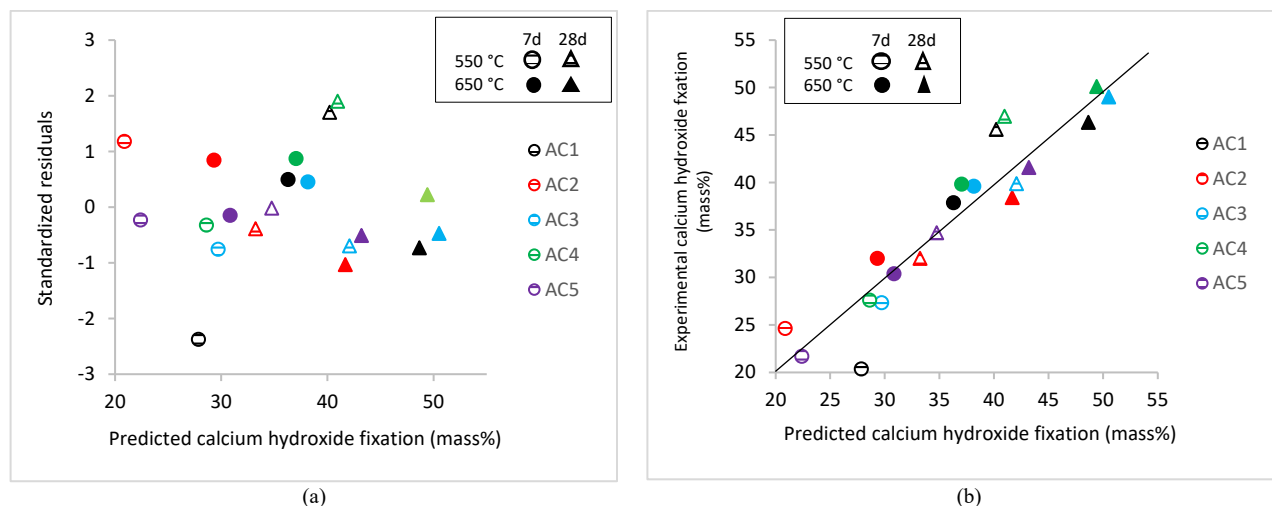 3
2
1
0
-1
-2
-3
Standardized residuals
20 30 40 50
Predicted calcium hydroxide fixation (mass%)
7d 28d
550 °C
650 °C
AC1
AC2
AC3
AC4
AC5
(a)
55
50
45
40
35
30
25
20
Experimental calcium hydroxide fxation
(mass%)
20 25 30 35 40 45 50 55
Predicted calcium hydroxide fixation (mass%)
7d 28d
550 °C
650 °C
AC1
AC2
AC3
AC4
AC5
(b)